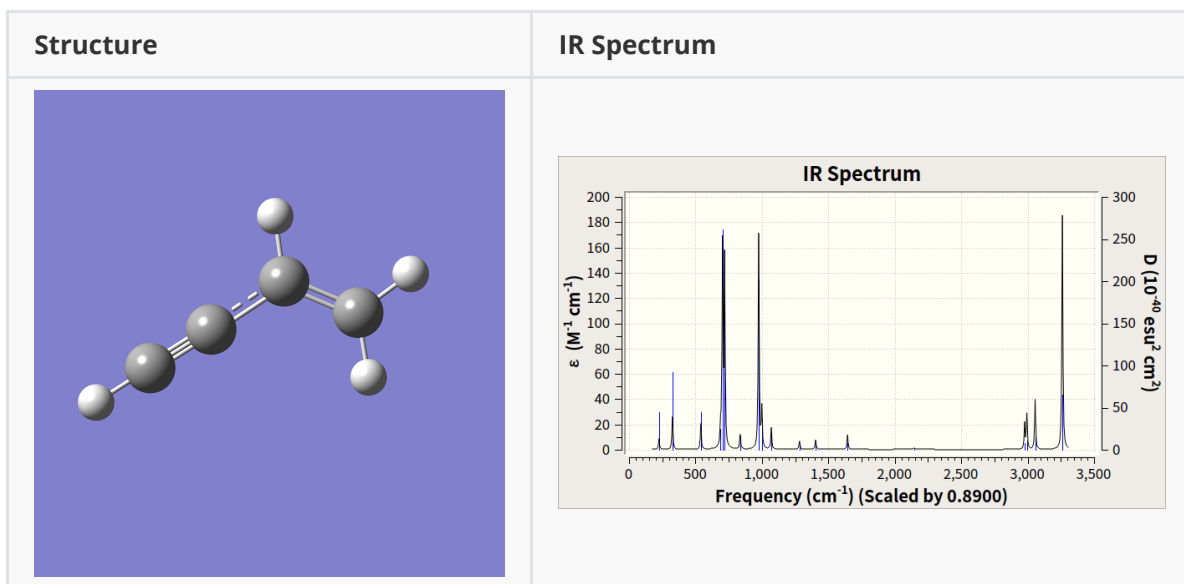 Structure
IR Spectrum
IR Spectrum
200
180
160
140
120
100
80
60
40
20
0
ε (M⁻¹ cm⁻¹)
300
250
200
150
100
50
0
D (10⁻⁴⁰ esu² cm²)
0 500 1,000 1,500 2,000 2,500 3,000 3,500
Frequency (cm⁻¹) (Scaled by 0.8900)